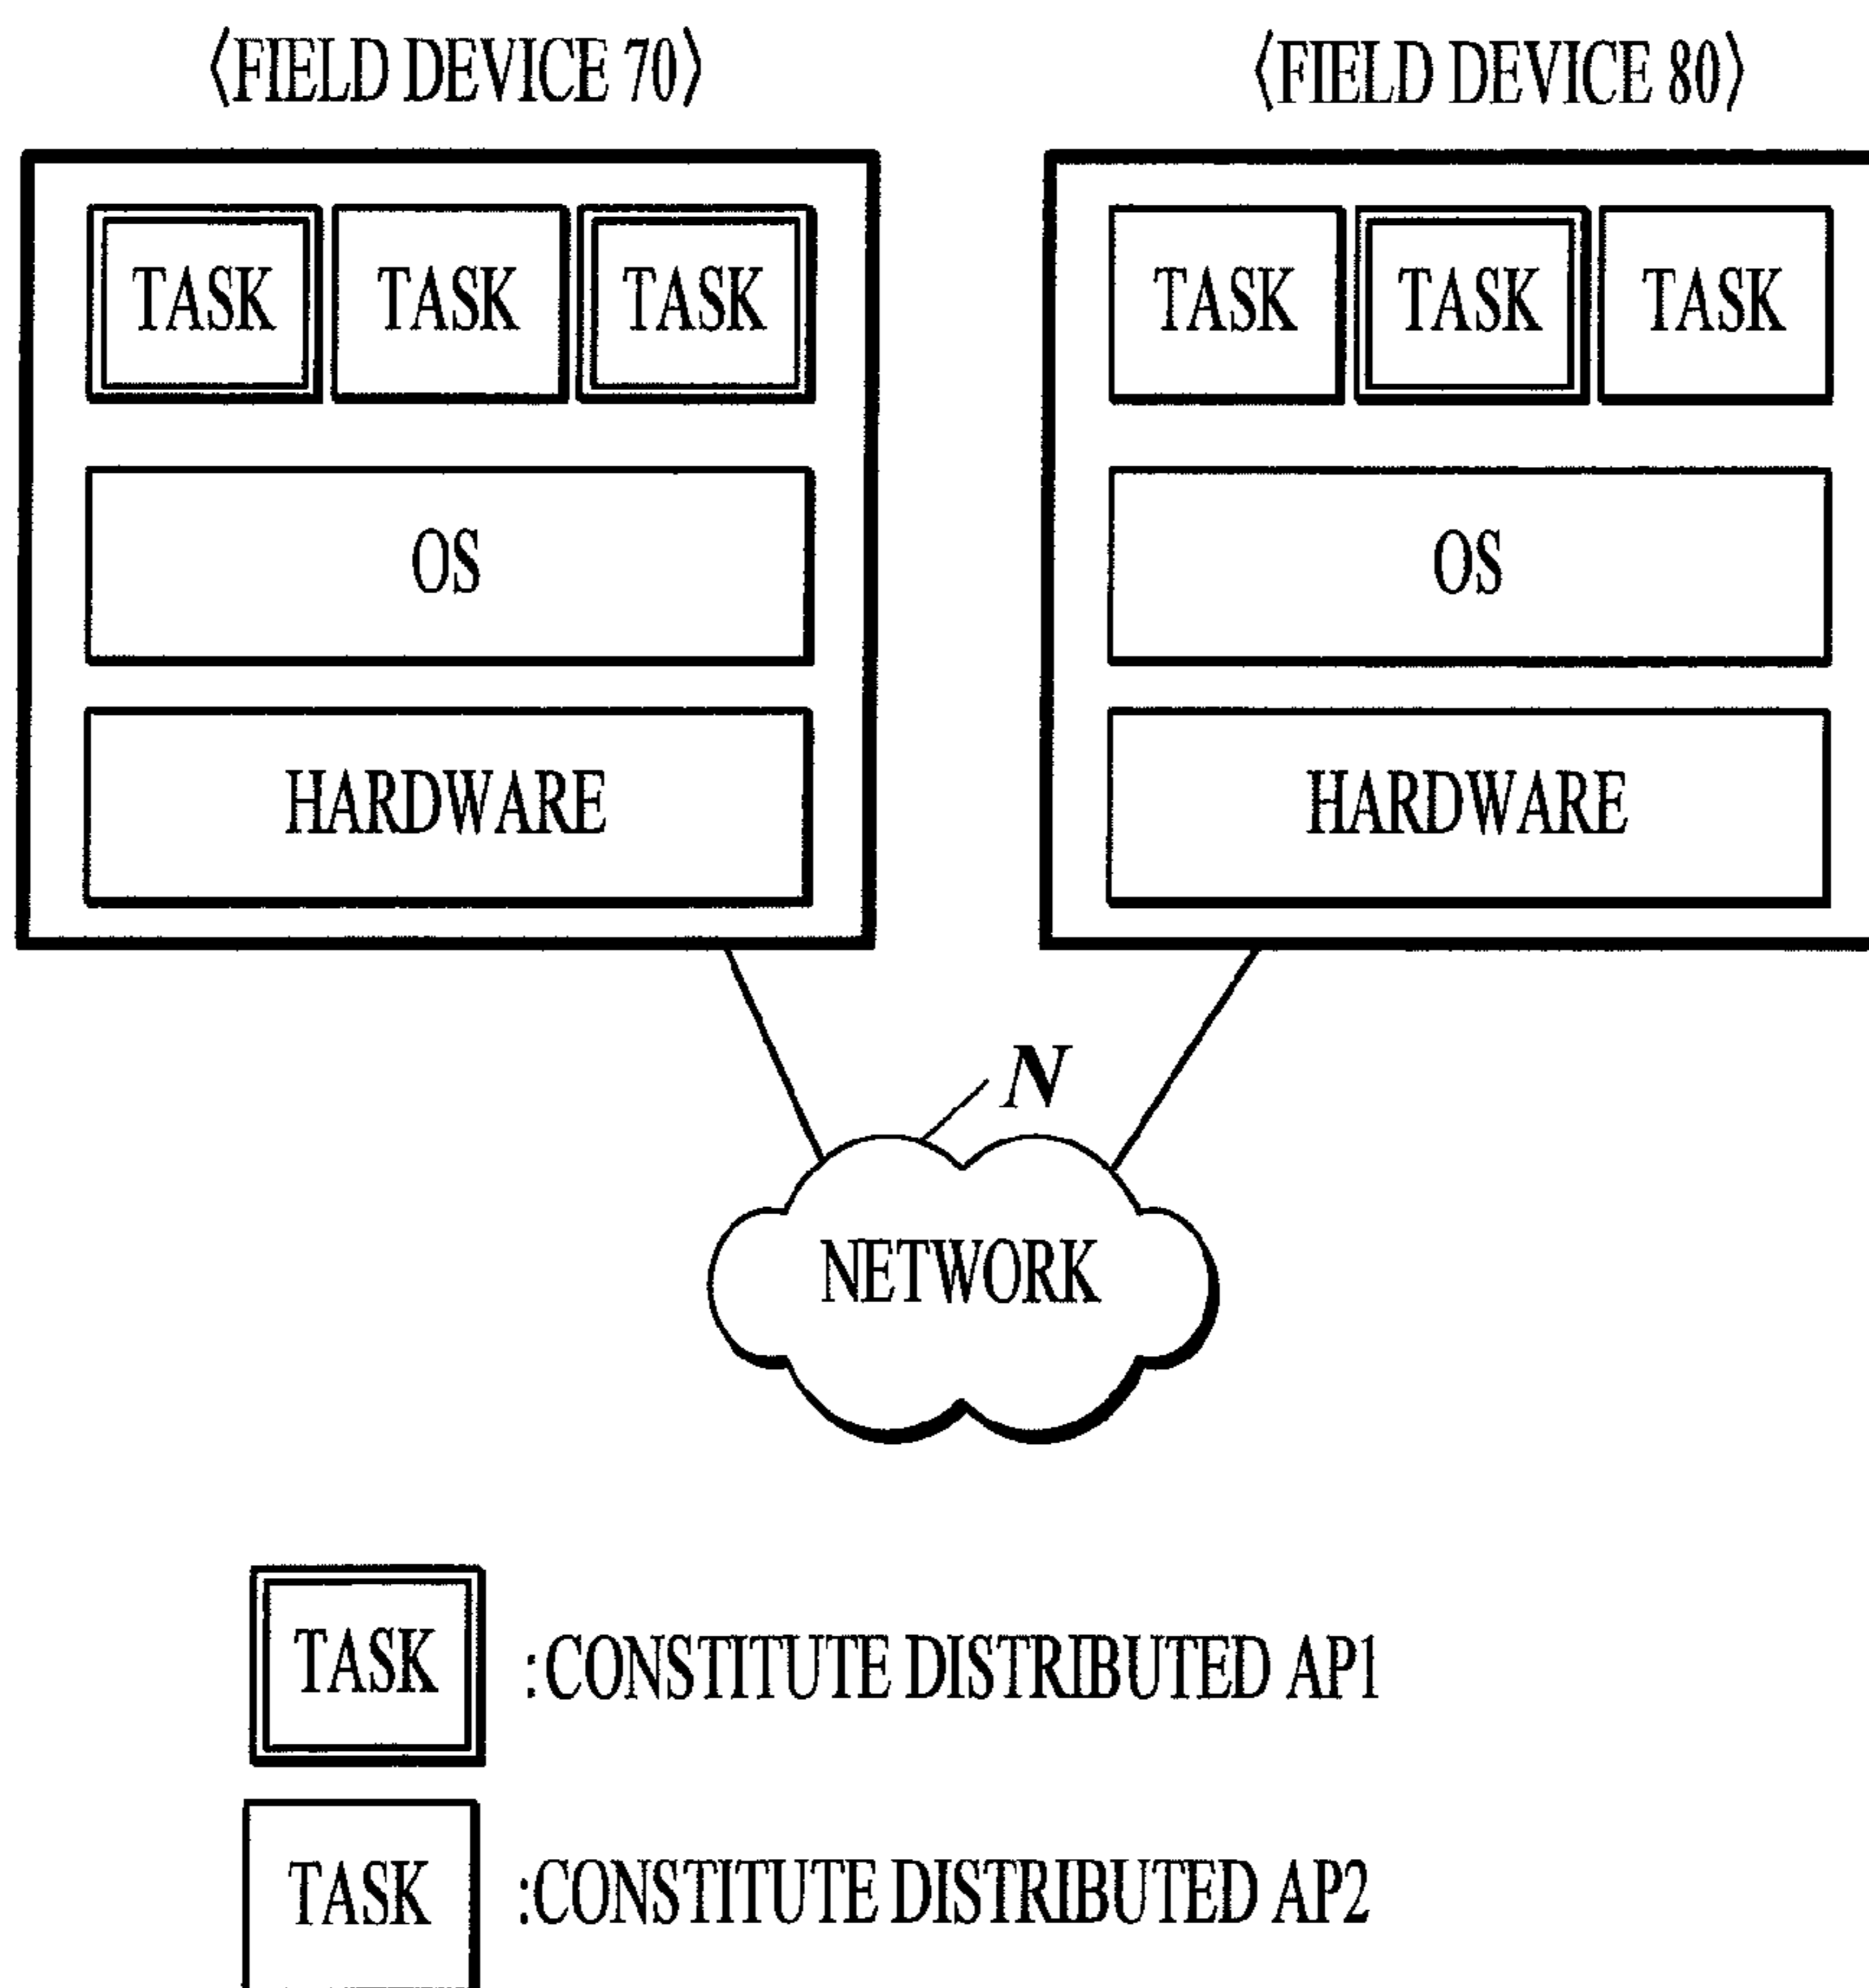 〈FIELD DEVICE 70〉
〈FIELD DEVICE 80〉
TASK TASK TASK
TASK TASK TASK
OS
OS
HARDWARE
HARDWARE
N
NETWORK
TASK :CONSTITUTE DISTRIBUTED AP1
TASK :CONSTITUTE DISTRIBUTED AP2